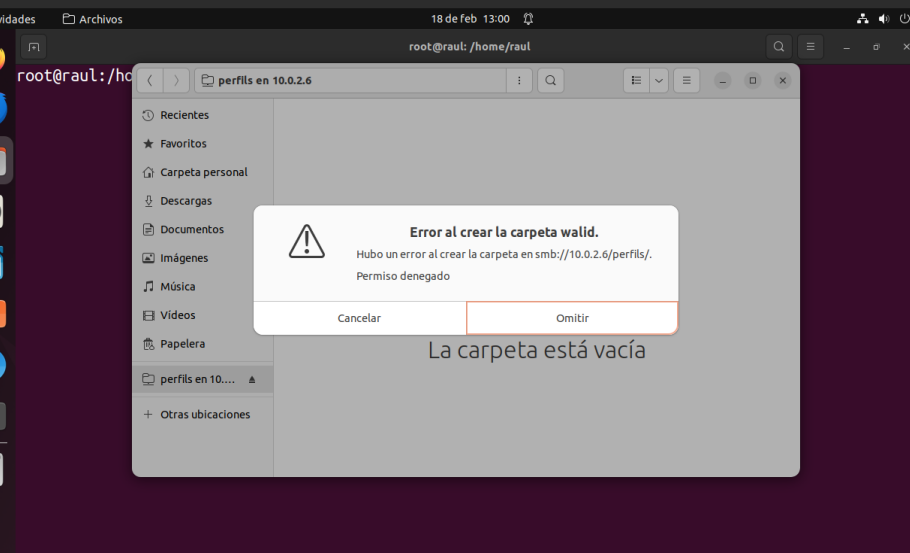 vidades
Archivos
18 de feb 13:00
root@raul: /home/raul
root@raul:/ho
perfils en 10.0.2.6
Recientes
Favoritos
Carpeta personal
Descargas
Documentos
Imágenes
Música
Vídeos
Papelera
perfils en 10....
+ Otras ubicaciones
Error al crear la carpeta walid.
Hubo un error al crear la carpeta en smb://10.0.2.6/perfils/.
Permiso denegado
Cancelar
Omitir
La carpeta está vacía